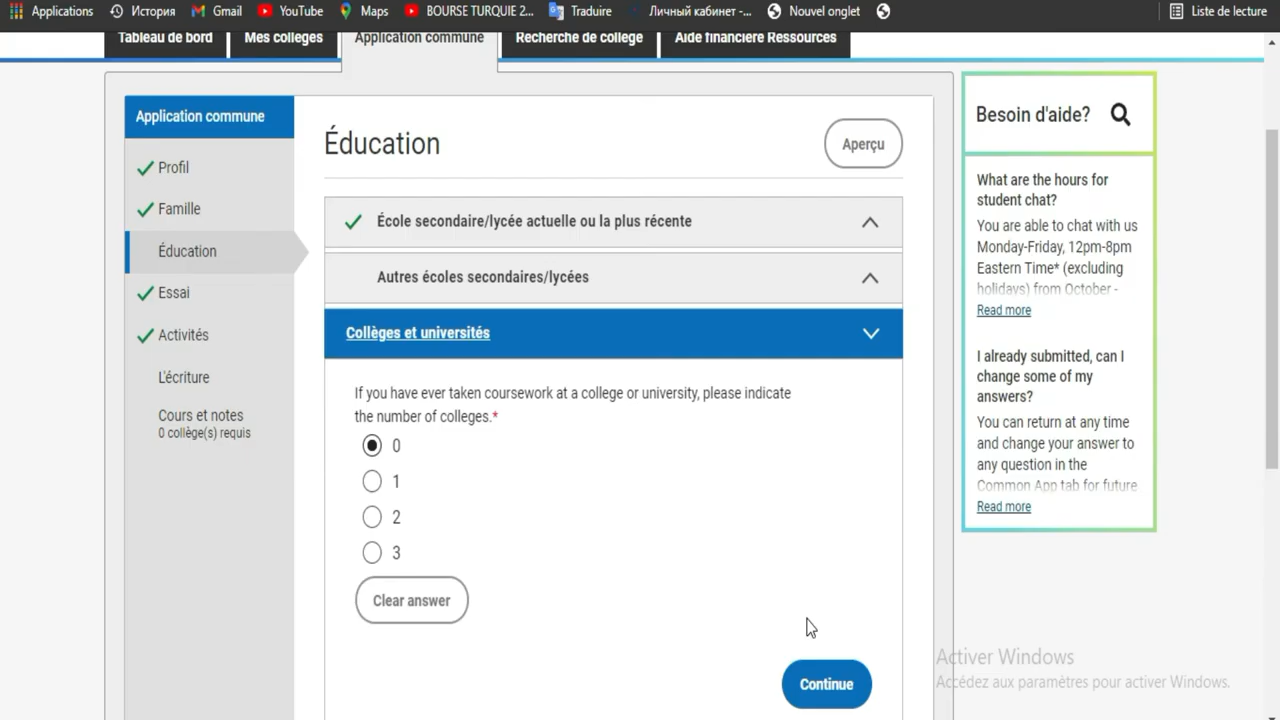 Applications История Gmail YouTube Maps BOURSE TURQUIE 2... Traduire Личный кабинет -... Nouvel onglet Liste de lecture
Tableau de bord Mes collèges Application commune Recherche de collège Aide financière Ressources
Application commune
Profil
Famille
Éducation
Essai
Activités
L'écriture
Cours et notes
0 collège(s) requis
Éducation
Aperçu
École secondaire/lycée actuelle ou la plus récente
Autres écoles secondaires/lycées
Collèges et universités
If you have ever taken coursework at a college or university, please indicate
the number of colleges.*
0
1
2
3
Clear answer
Continue
Besoin d'aide?
What are the hours for
student chat?
You are able to chat with us
Monday-Friday, 12pm-8pm
Eastern Time* (excluding
holidays) from October -
Read more
I already submitted, can I
change some of my
answers?
You can return at any time
and change your answer to
any question in the
Common App tab for future
Read more
Activer Windows
Accédez aux paramètres pour activer Windows.